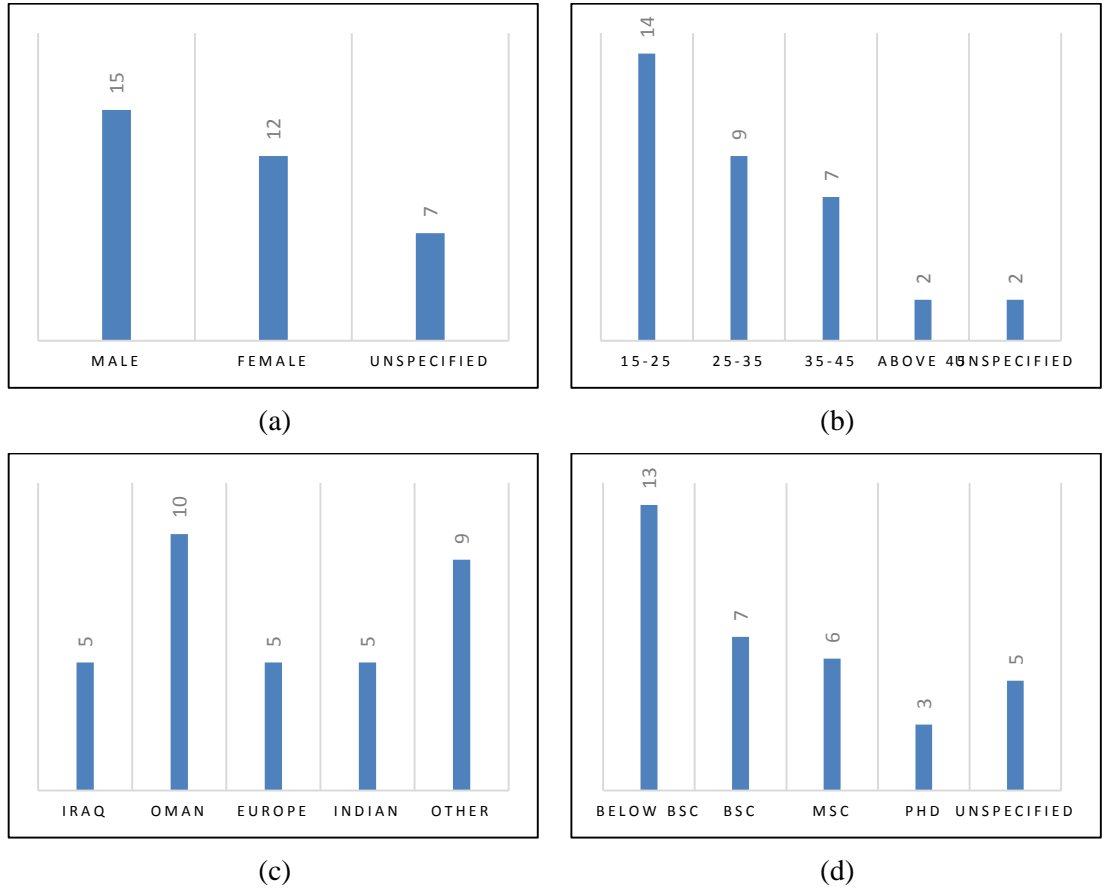 15
12
7
MALE FEMALE UNSPECIFIED
(a)
14
9
7
2
2
15-25 25-35 35-45 ABOVE 45 UNSPECIFIED
(b)
5
10
5
5
9
IRAQ OMAN EUROPE INDIAN OTHER
(c)
13
7
6
3
5
BELOW BSC BSC MSC PHD UNSPECIFIED
(d)